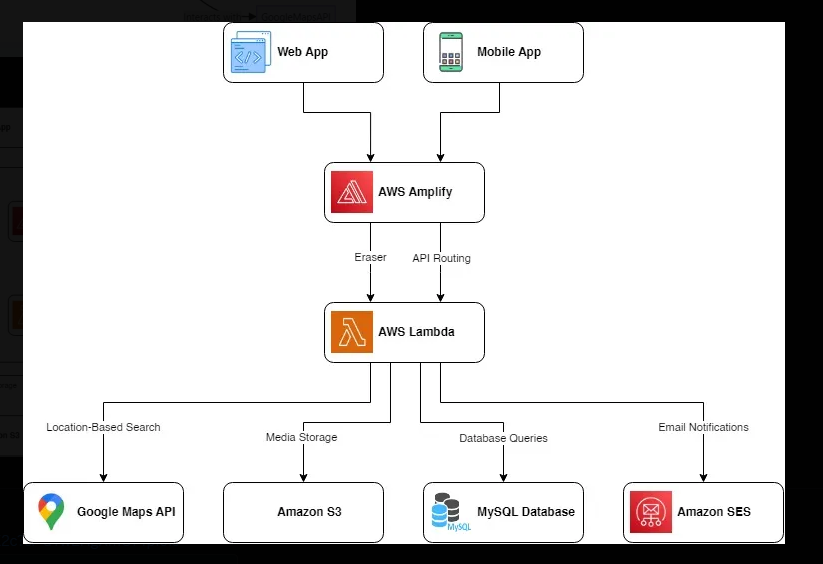 Web App
Mobile App
AWS Amplify
Eraser
API Routing
AWS Lambda
Location-Based Search
Media Storage
Database Queries
Email Notifications
Google Maps API
Amazon S3
MySQL Database
MySQL
Amazon SES